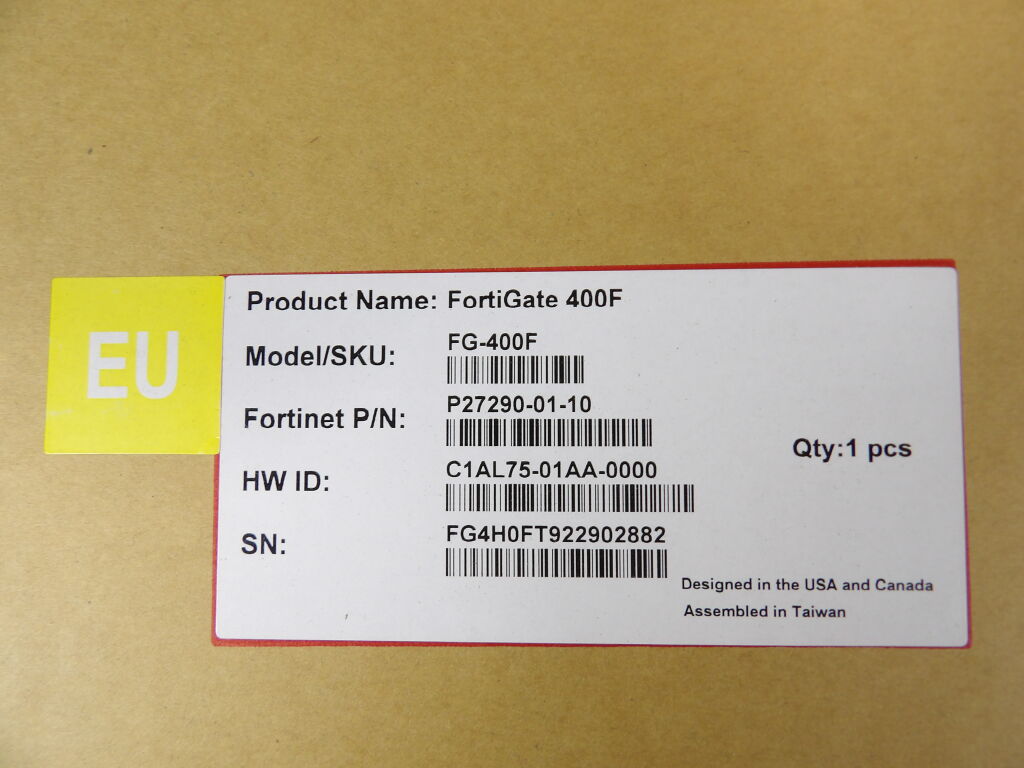 EU
Product Name: FortiGate 400F
Model/SKU: FG-400F
Fortinet P/N: P27290-01-10
Qty:1 pcs
HW ID: C1AL75-01AA-0000
SN: FG4H0FT922902882
Designed in the USA and Canada
Assembled in Taiwan